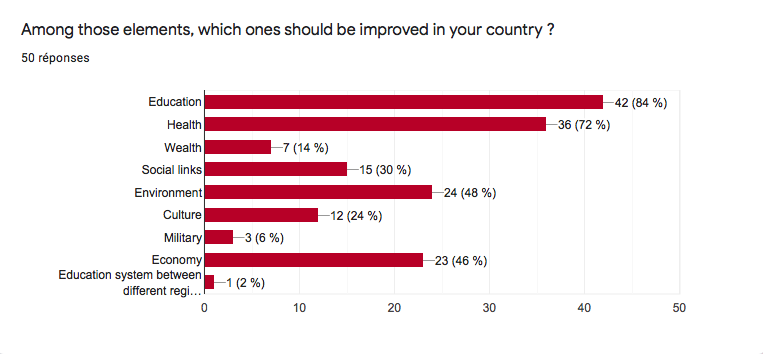 Among those elements, which ones should be improved in your country ?
50 réponses
Education
42 (84 %)
Health
36 (72 %)
Wealth
7 (14 %)
Social links
15 (30 %)
Environment
24 (48 %)
Culture
12 (24 %)
Military
3 (6 %)
Economy
23 (46 %)
Education system between
different regi…
1 (2 %)
0 10 20 30 40 50